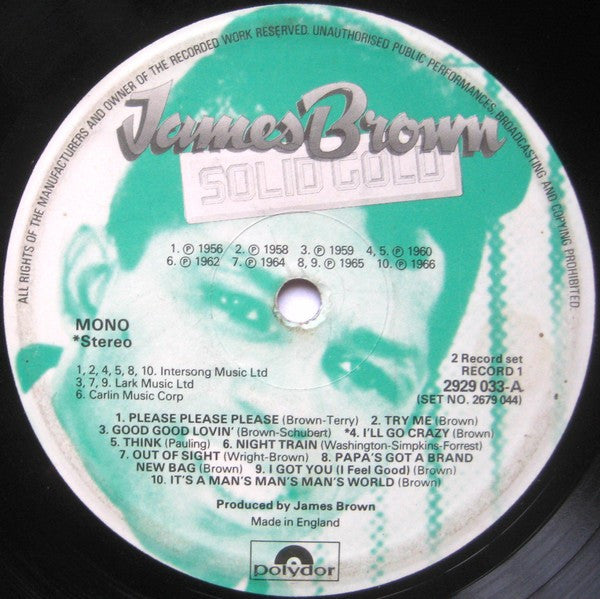 ALL RIGHTS OF THE MANUFACTURERS AND OWNER OF THE RECORDED WORK RESERVED. UNAUTHORISED PUBLIC PERFORMANCES, BROADCASTING AND COPYING PROHIBITED.
James Brown
SOLID GOLD
1. ℗ 1956 2. ℗ 1958 3. ℗ 1959 4, 5. ℗ 1960
6. ℗ 1962 7. ℗ 1964 8, 9. ℗ 1965 10. ℗ 1966
MONO
*Stereo
1, 2, 4, 5, 8, 10. Intersong Music Ltd
3, 7, 9. Lark Music Ltd
6. Carlin Music Corp
2 Record set
RECORD 1
2929 033-A
(SET NO. 2679 044)
1. PLEASE PLEASE PLEASE (Brown-Terry) 2. TRY ME (Brown)
3. GOOD GOOD LOVIN' (Brown-Schubert) *4. I'LL GO CRAZY (Brown)
5. THINK (Pauling) 6. NIGHT TRAIN (Washington-Simpkins-Forrest)
7. OUT OF SIGHT (Wright-Brown) 8. PAPA'S GOT A BRAND
NEW BAG (Brown) 9. I GOT YOU (I Feel Good) (Brown)
10. IT'S A MAN'S MAN'S MAN'S WORLD (Brown)
Produced by James Brown
Made in England
polydor